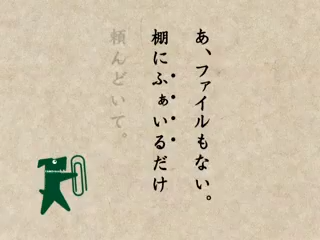 あ、ファイルもない。
棚にふぁいるだけ
頼んどいて。